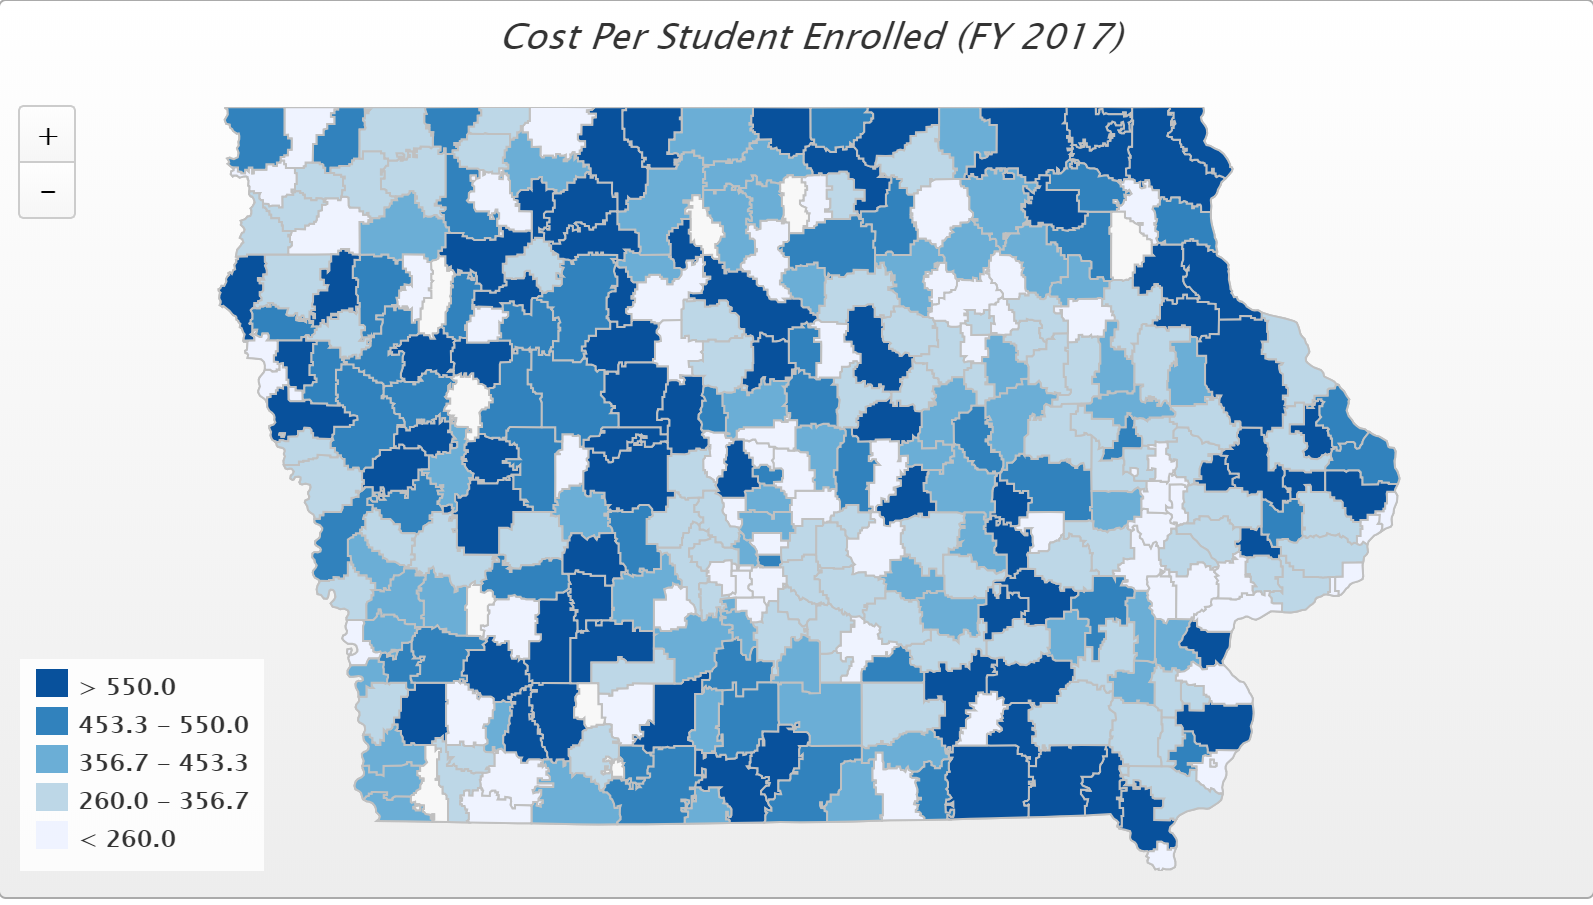 Cost Per Student Enrolled (FY 2017)
+
−
> 550.0
453.3 – 550.0
356.7 – 453.3
260.0 – 356.7
< 260.0